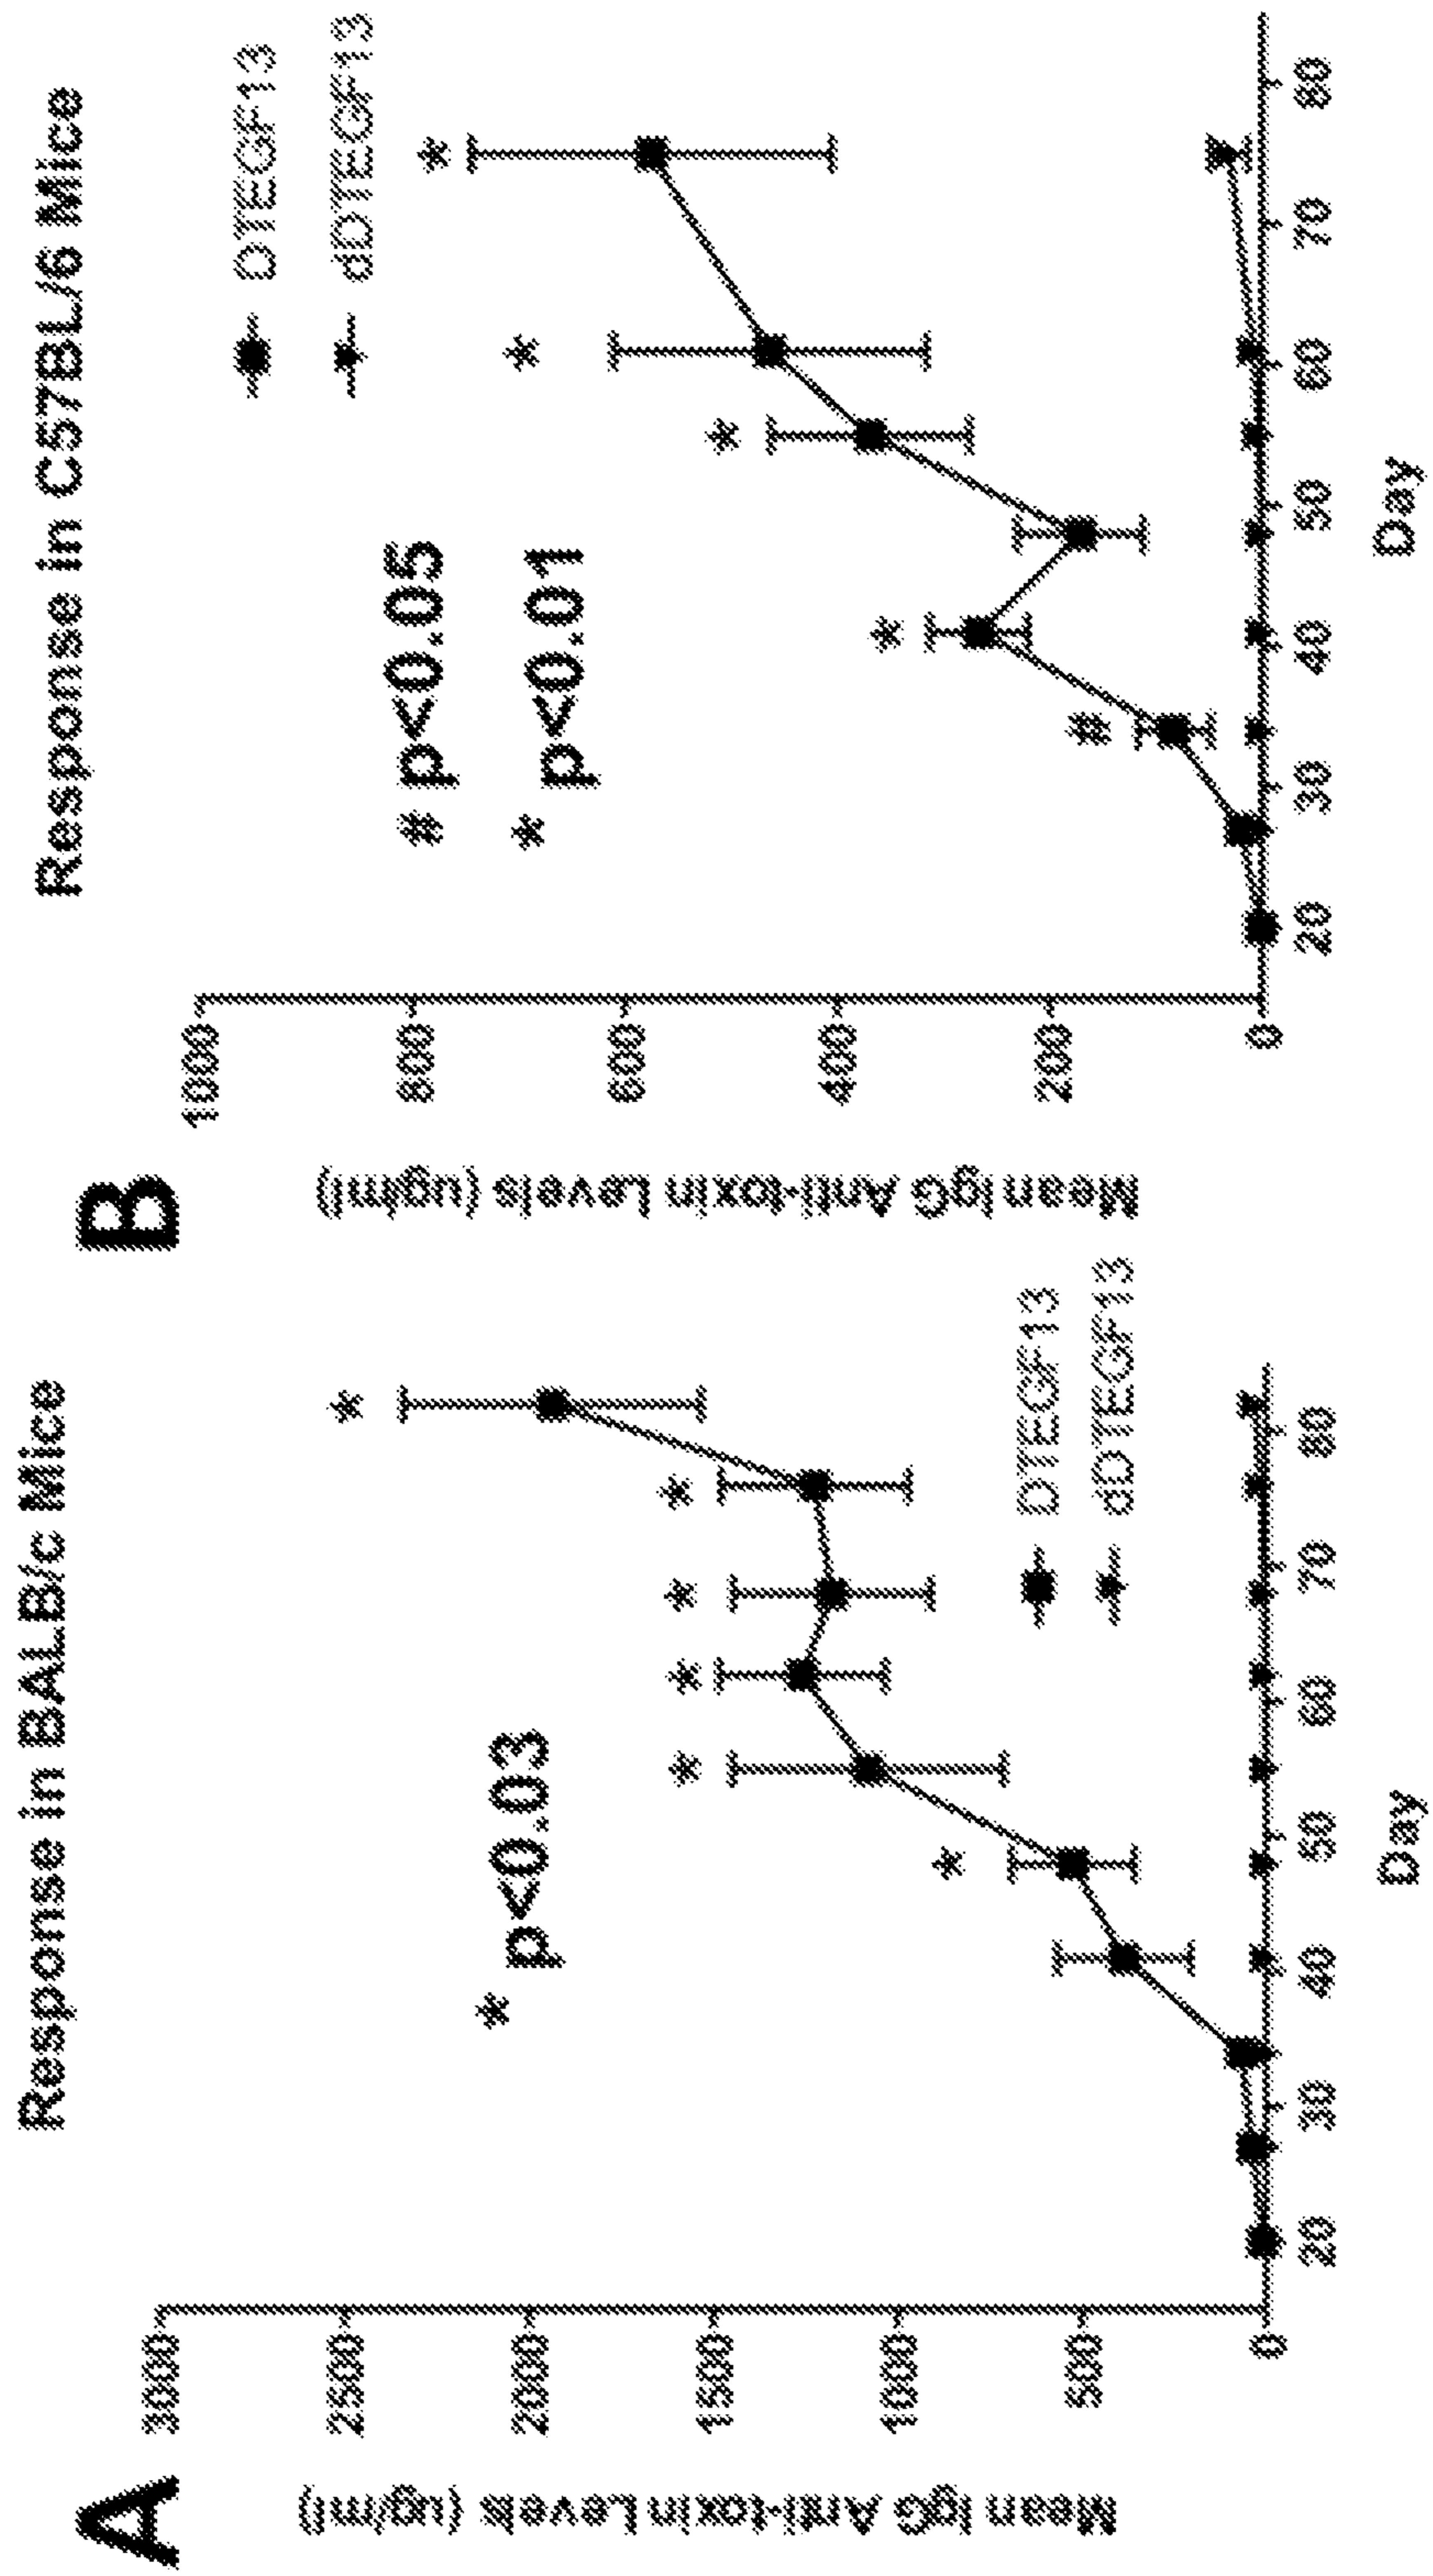 A
Response in BALB/c Mice
Mean IgG Anti-toxin Levels (ug/ml)
3000
2500
2000
1500
1000
500
0
* p<0.03
*
*
*
*
*
*
DTEGF13
dDTEGF13
20
30
40
50
60
70
80
Day
B
Response in C57BL/6 Mice
Mean IgG Anti-toxin Levels (ug/ml)
1000
800
600
400
200
0
# p<0.05
* p<0.01
#
*
*
*
*
DTEGF13
dDTEGF13
20
30
40
50
60
70
80
Day